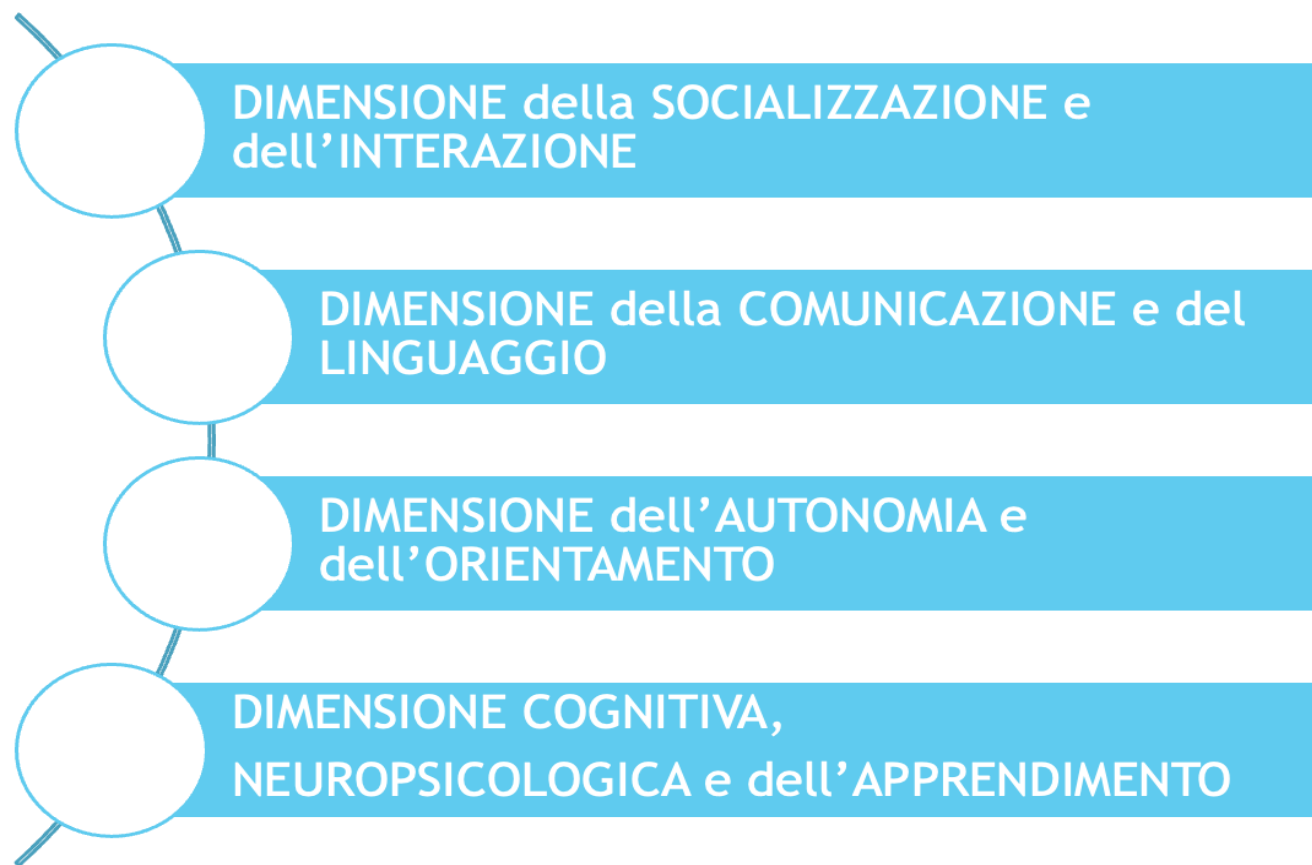 DIMENSIONE della SOCIALIZZAZIONE e
dell’INTERAZIONE
DIMENSIONE della COMUNICAZIONE e del
LINGUAGGIO
DIMENSIONE dell’AUTONOMIA e
dell’ORIENTAMENTO
DIMENSIONE COGNITIVA,
NEUROPSICOLOGICA e dell’APPRENDIMENTO